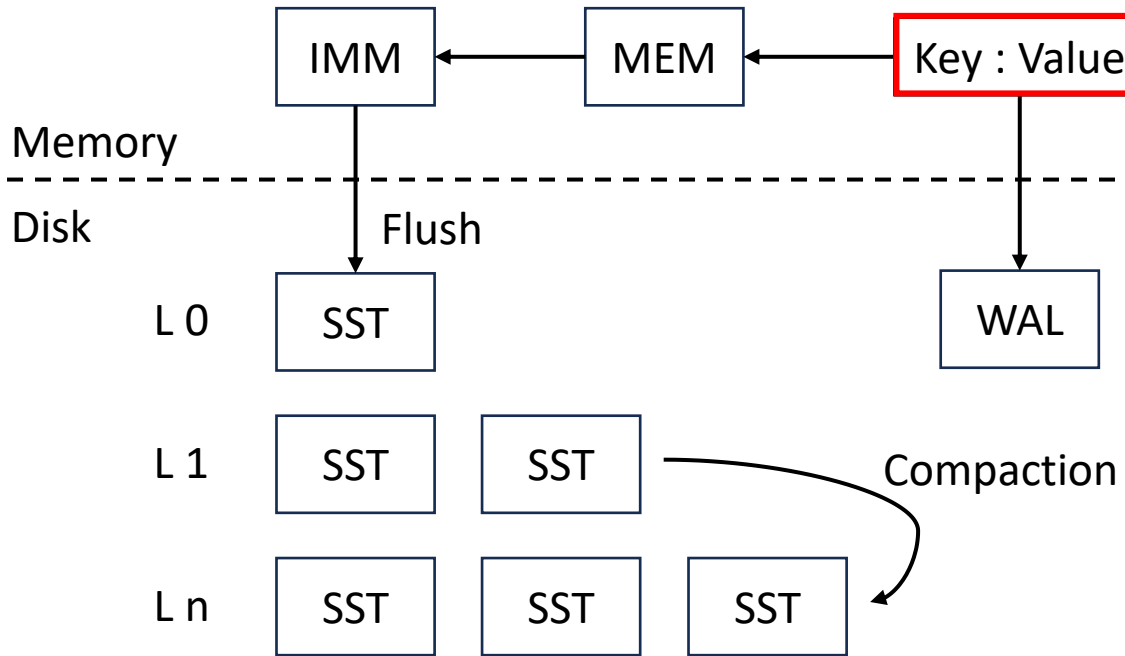 IMM
MEM
Key : Value
Memory
Disk
Flush
L 0
SST
WAL
L 1
SST
SST
Compaction
L n
SST
SST
SST